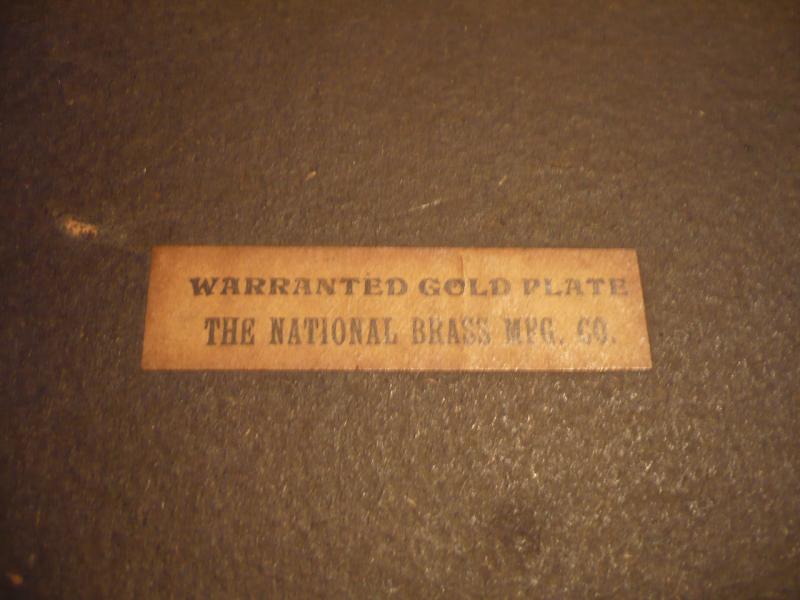 WARRANTED GOLD PLATE
THE NATIONAL BRASS MFG. CO.